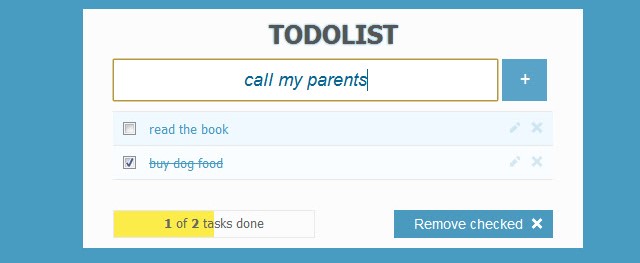 TODOLIST
call my parents
+
read the book
buy dog food
1 of 2 tasks done
Remove checked